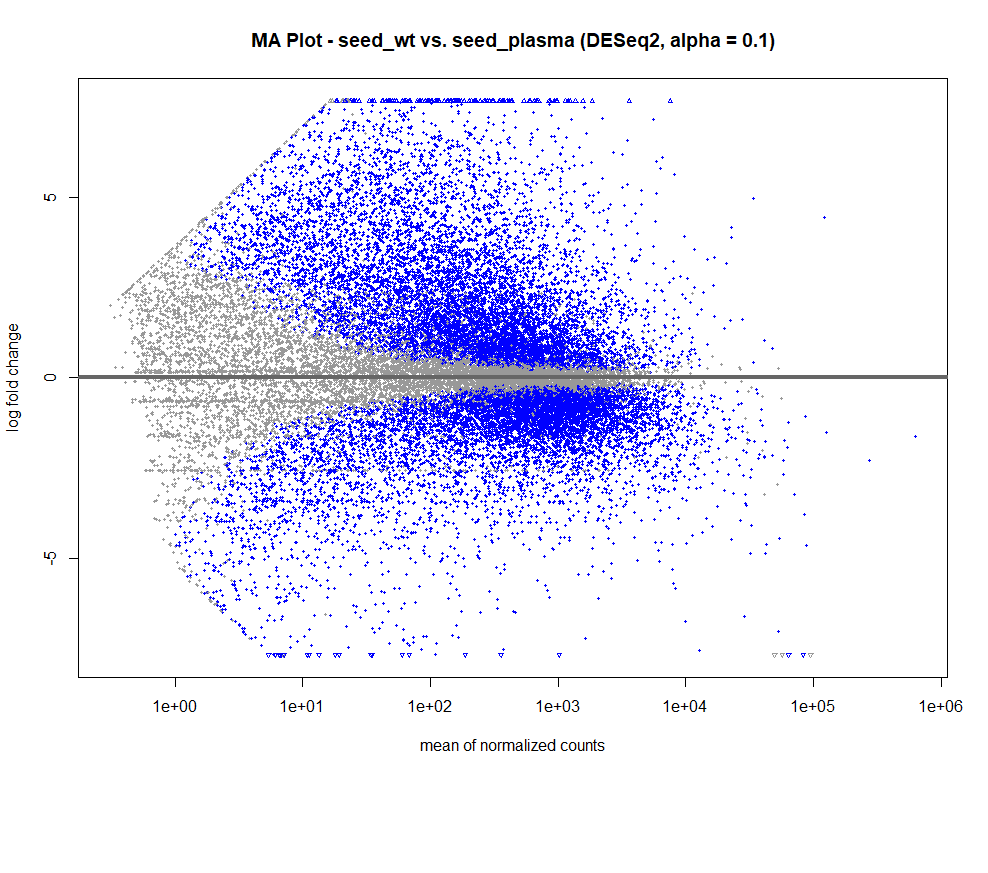 MA Plot - seed_wt vs. seed_plasma (DESeq2, alpha = 0.1)
5
0
-5
log fold change
1e+00 1e+01 1e+02 1e+03 1e+04 1e+05 1e+06
mean of normalized counts